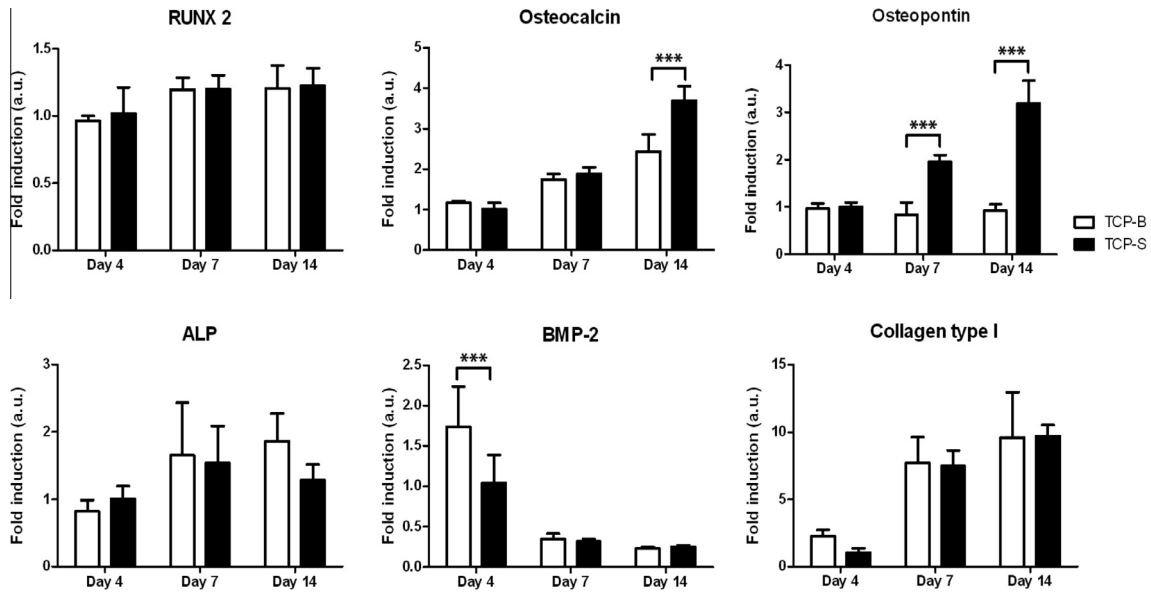 RUNX 2
Fold induction (a.u.)
1.5
1.0
0.5
0.0
Day 4 Day 7 Day 14
Osteocalcin
Fold induction (a.u.)
5
4
3
2
1
0
***
Day 4 Day 7 Day 14
Osteopontin
Fold induction (a.u.)
4
3
2
1
0
***
***
Day 4 Day 7 Day 14
TCP-B
TCP-S
ALP
Fold induction (a.u.)
3
2
1
0
Day 4 Day 7 Day 14
BMP-2
Fold induction (a.u.)
2.5
2.0
1.5
1.0
0.5
0.0
***
Day 4 Day 7 Day 14
Collagen type I
Fold induction (a.u.)
15
10
5
0
Day 4 Day 7 Day 14